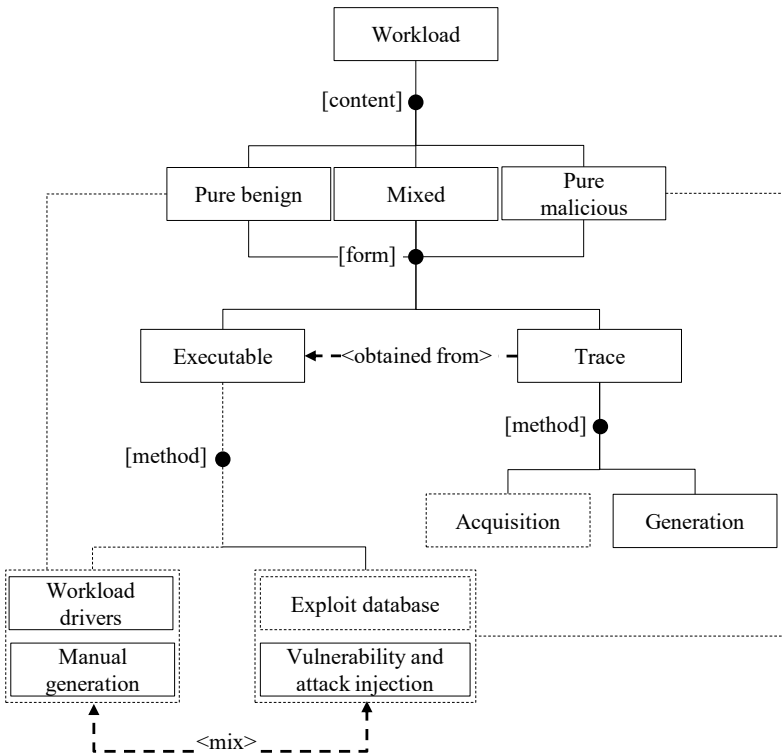 Workload
[content]
Pure benign
Mixed
Pure
malicious
[form]
Executable
<obtained from>
Trace
[method]
[method]
Acquisition
Generation
Workload
drivers
Exploit database
Manual
generation
Vulnerability and
attack injection
<mix>